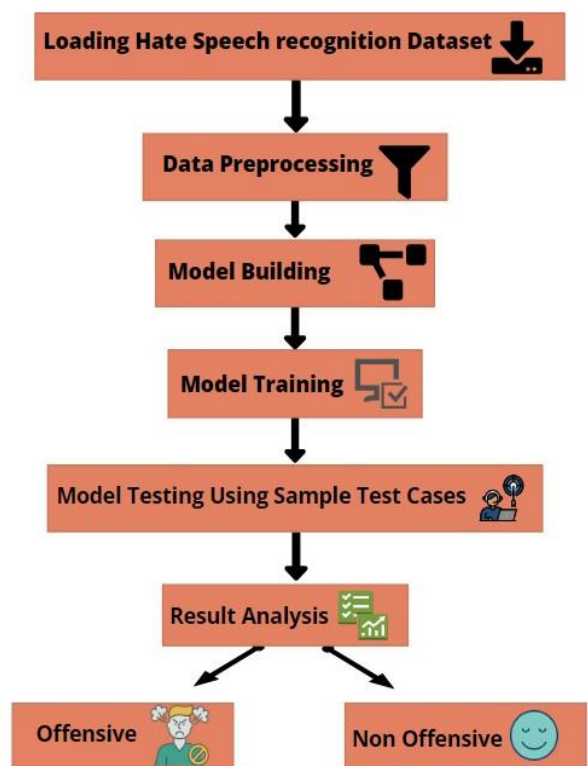 Loading Hate Speech recognition Dataset
Data Preprocessing
Model Building
Model Training
Model Testing Using Sample Test Cases
Result Analysis
Offensive
Non Offensive